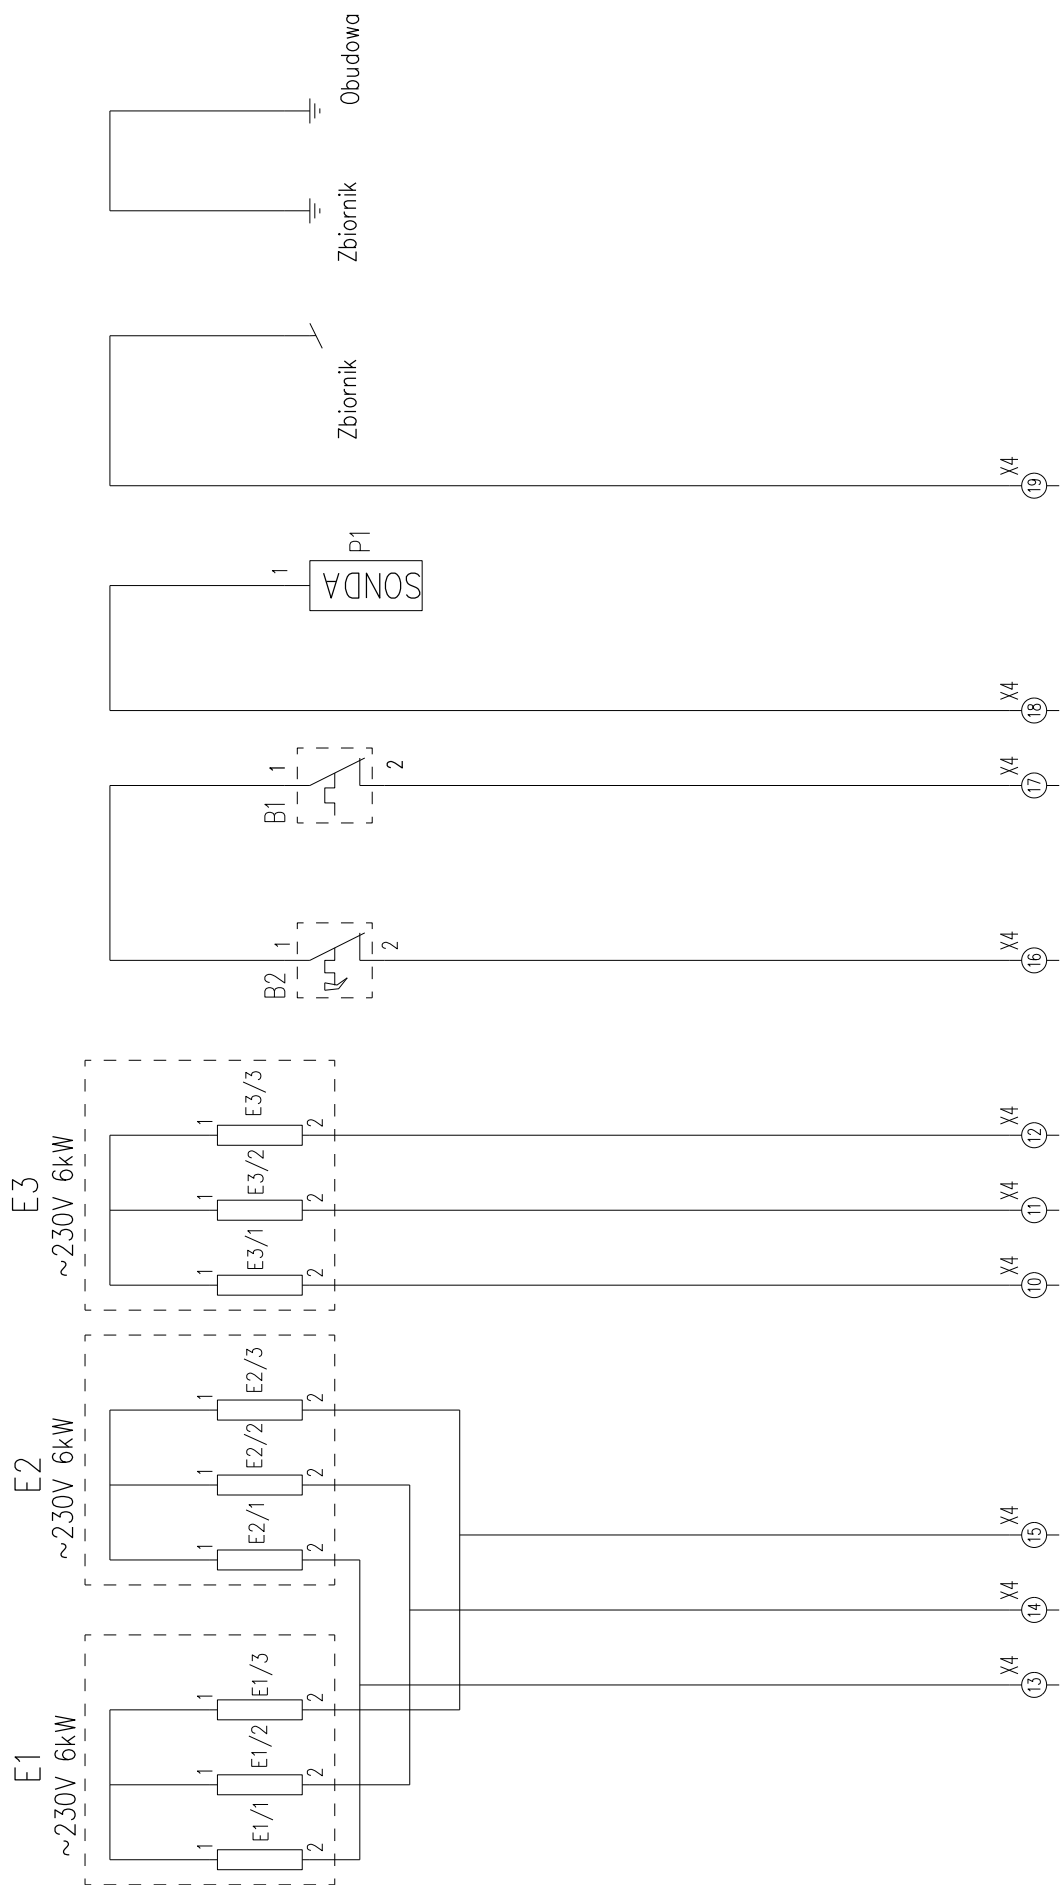 E1
~230V 6kW
1
E1/1
2
1
E1/2
2
1
E1/3
2
E2
~230V 6kW
1
E2/1
2
1
E2/2
2
1
E2/3
2
E3
~230V 6kW
1
E3/1
2
1
E3/2
2
1
E3/3
2
B2
1
2
B1
1
2
1
SONDA
P1
Zbiornik
Zbiornik
Obudowa
X4
13
X4
14
X4
15
X4
10
X4
11
X4
12
X4
16
X4
17
X4
18
X4
19